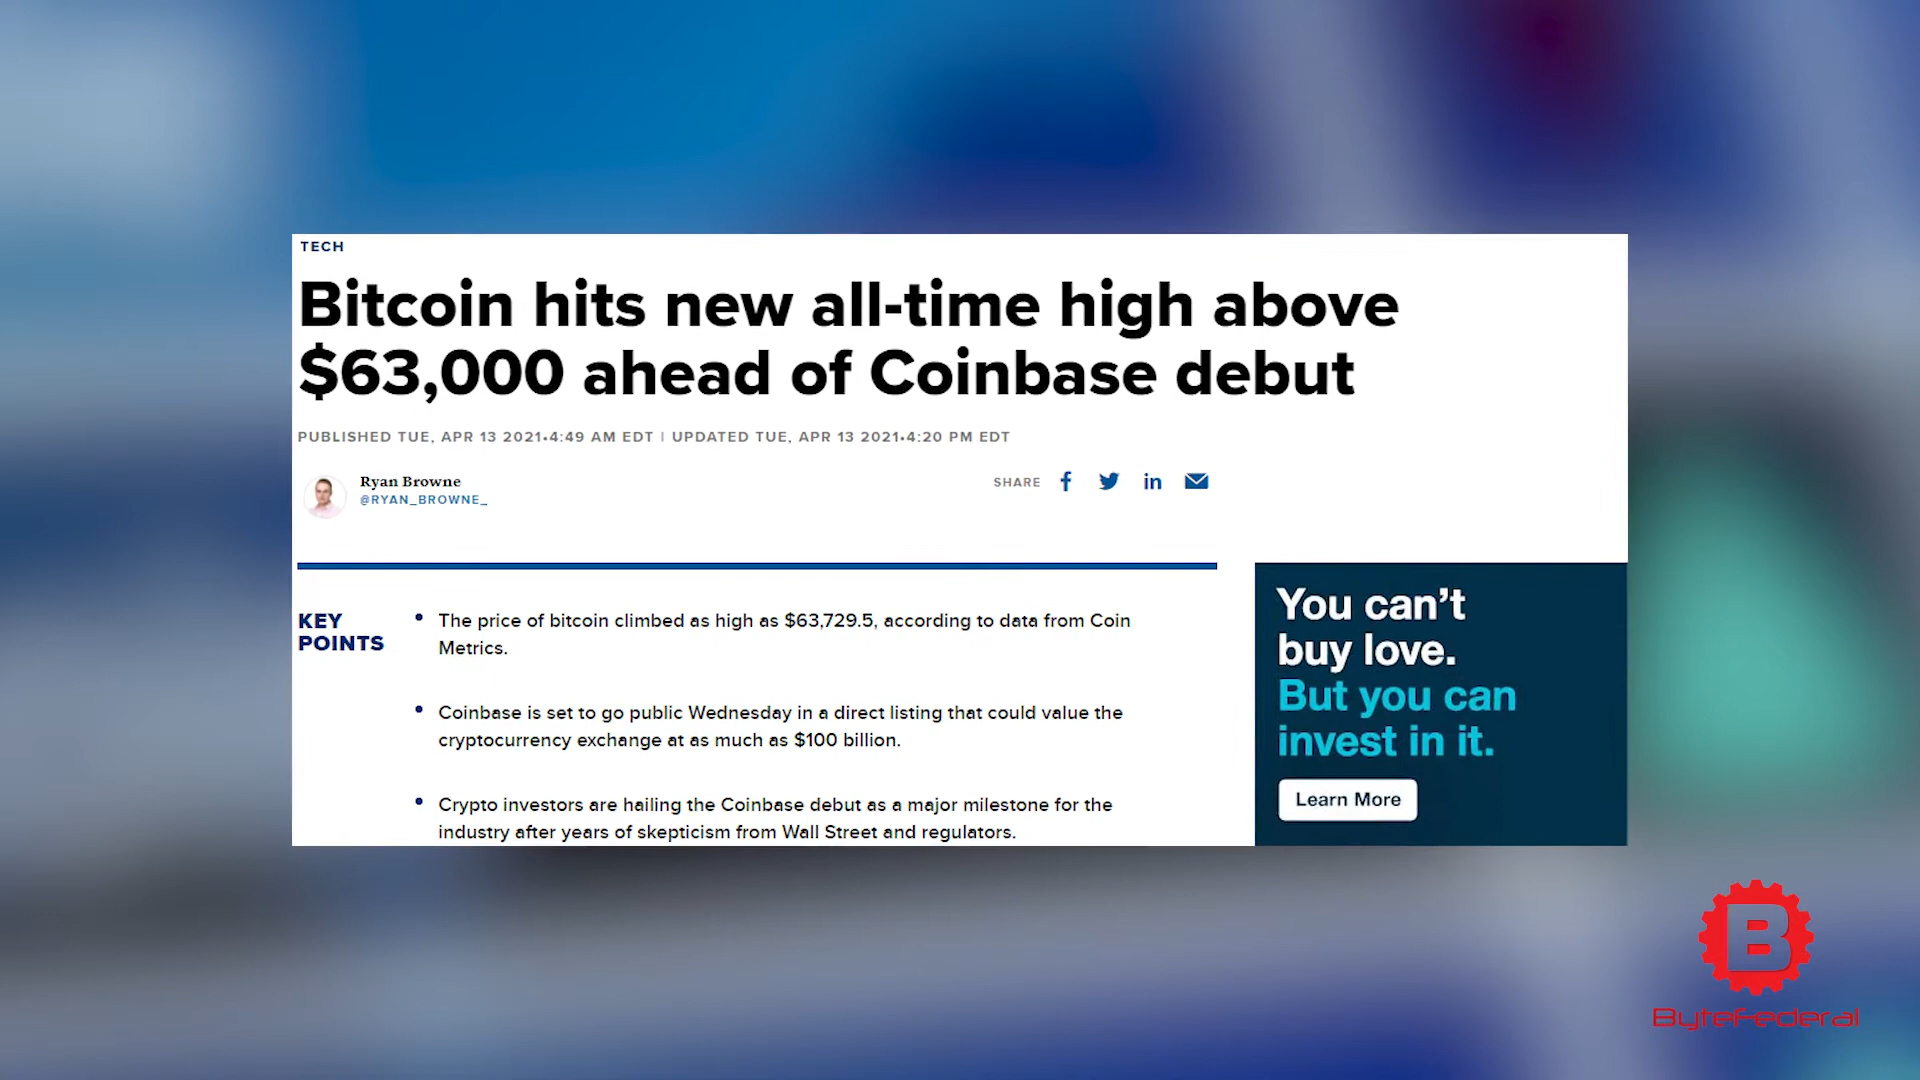 TECH
Bitcoin hits new all-time high above
$63,000 ahead of Coinbase debut
PUBLISHED TUE, APR 13 2021•4:49 AM EDT | UPDATED TUE, APR 13 2021•4:20 PM EDT
Ryan Browne
@RYAN_BROWNE_
SHARE
KEY
POINTS
• The price of bitcoin climbed as high as $63,729.5, according to data from Coin
Metrics.
• Coinbase is set to go public Wednesday in a direct listing that could value the
cryptocurrency exchange at as much as $100 billion.
• Crypto investors are hailing the Coinbase debut as a major milestone for the
industry after years of skepticism from Wall Street and regulators.
You can’t
buy love.
But you can
invest in it.
Learn More
B
ByteFederal